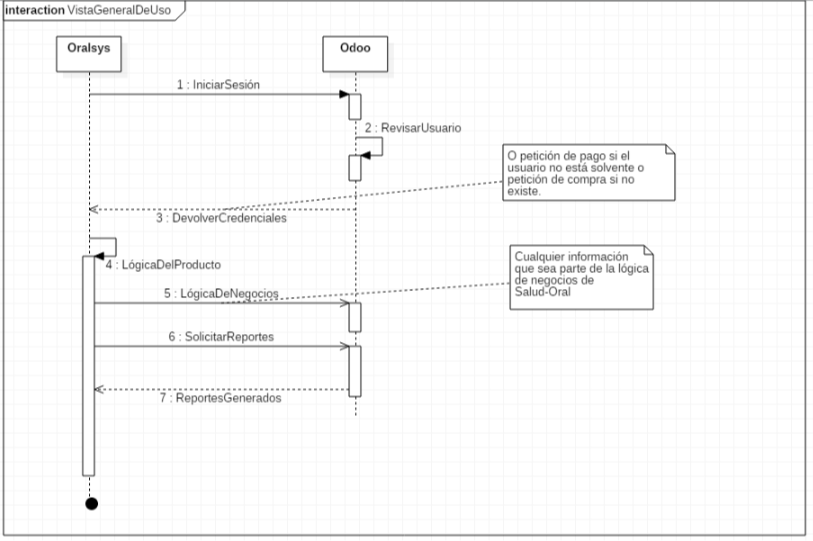 interaction VistaGeneralDeUso
Oralsys
Odoo
1 : IniciarSesión
2 : RevisarUsuario
O petición de pago si el
usuario no está solvente o
petición de compra si no
existe.
3 : DevolverCredenciales
4 : LógicaDelProducto
Cualquier información
que sea parte de la lógica
de negocios de
Salud-Oral
5 : LógicaDeNegocios
6 : SolicitarReportes
7 : ReportesGenerados